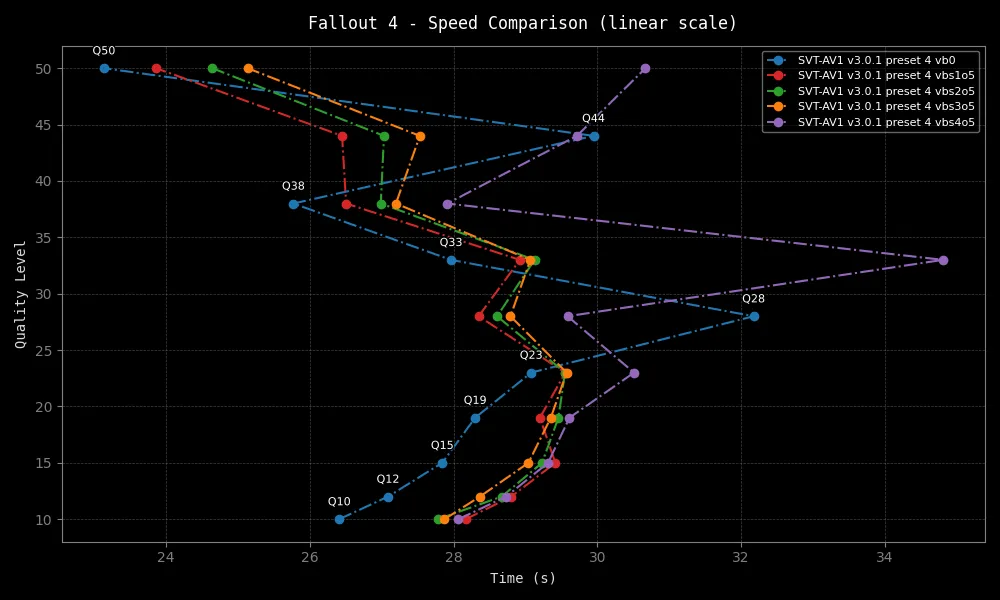 Fallout 4 - Speed Comparison (linear scale)
SVT-AV1 v3.0.1 preset 4 vb0
SVT-AV1 v3.0.1 preset 4 vbs1o5
SVT-AV1 v3.0.1 preset 4 vbs2o5
SVT-AV1 v3.0.1 preset 4 vbs3o5
SVT-AV1 v3.0.1 preset 4 vbs4o5
Quality Level
50
45
40
35
30
25
20
15
10
Q50
Q44
Q38
Q33
Q28
Q23
Q19
Q15
Q12
Q10
24 26 28 30 32 34
Time (s)